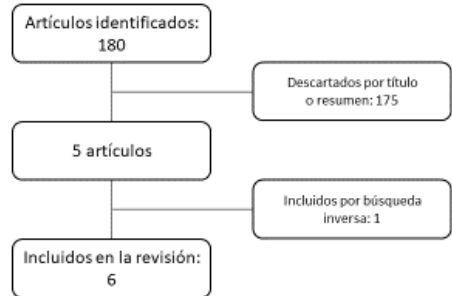 Artículos identificados:
180
Descartados por título
o resumen: 175
5 artículos
Incluidos por búsqueda
inversa: 1
Incluidos en la revisión:
6